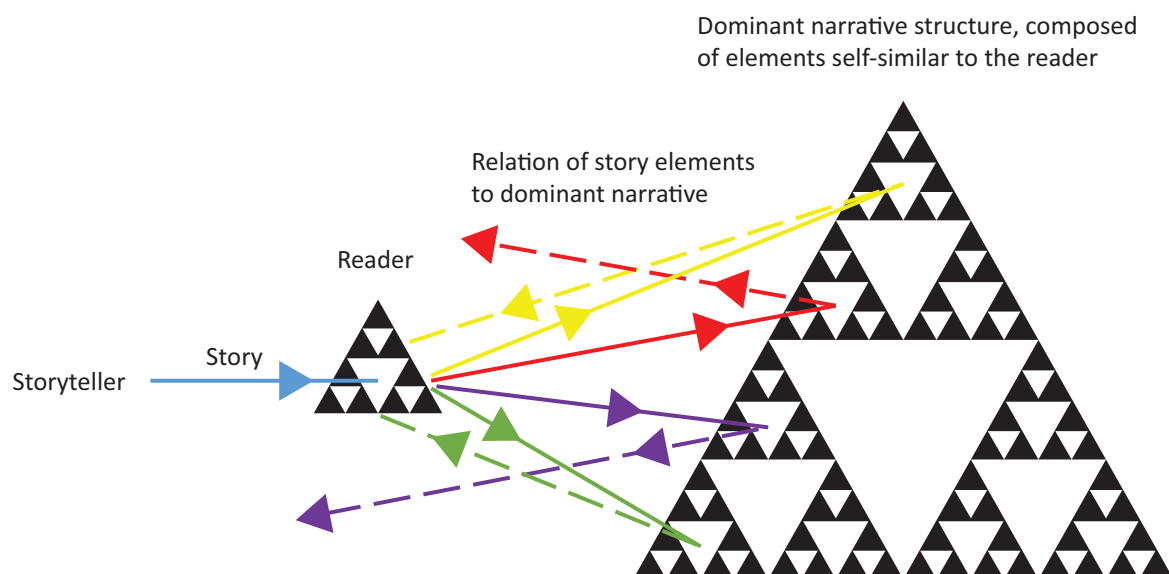 Dominant narrative structure, composed
of elements self-similar to the reader
Relation of story elements
to dominant narrative
Reader
Story
Storyteller